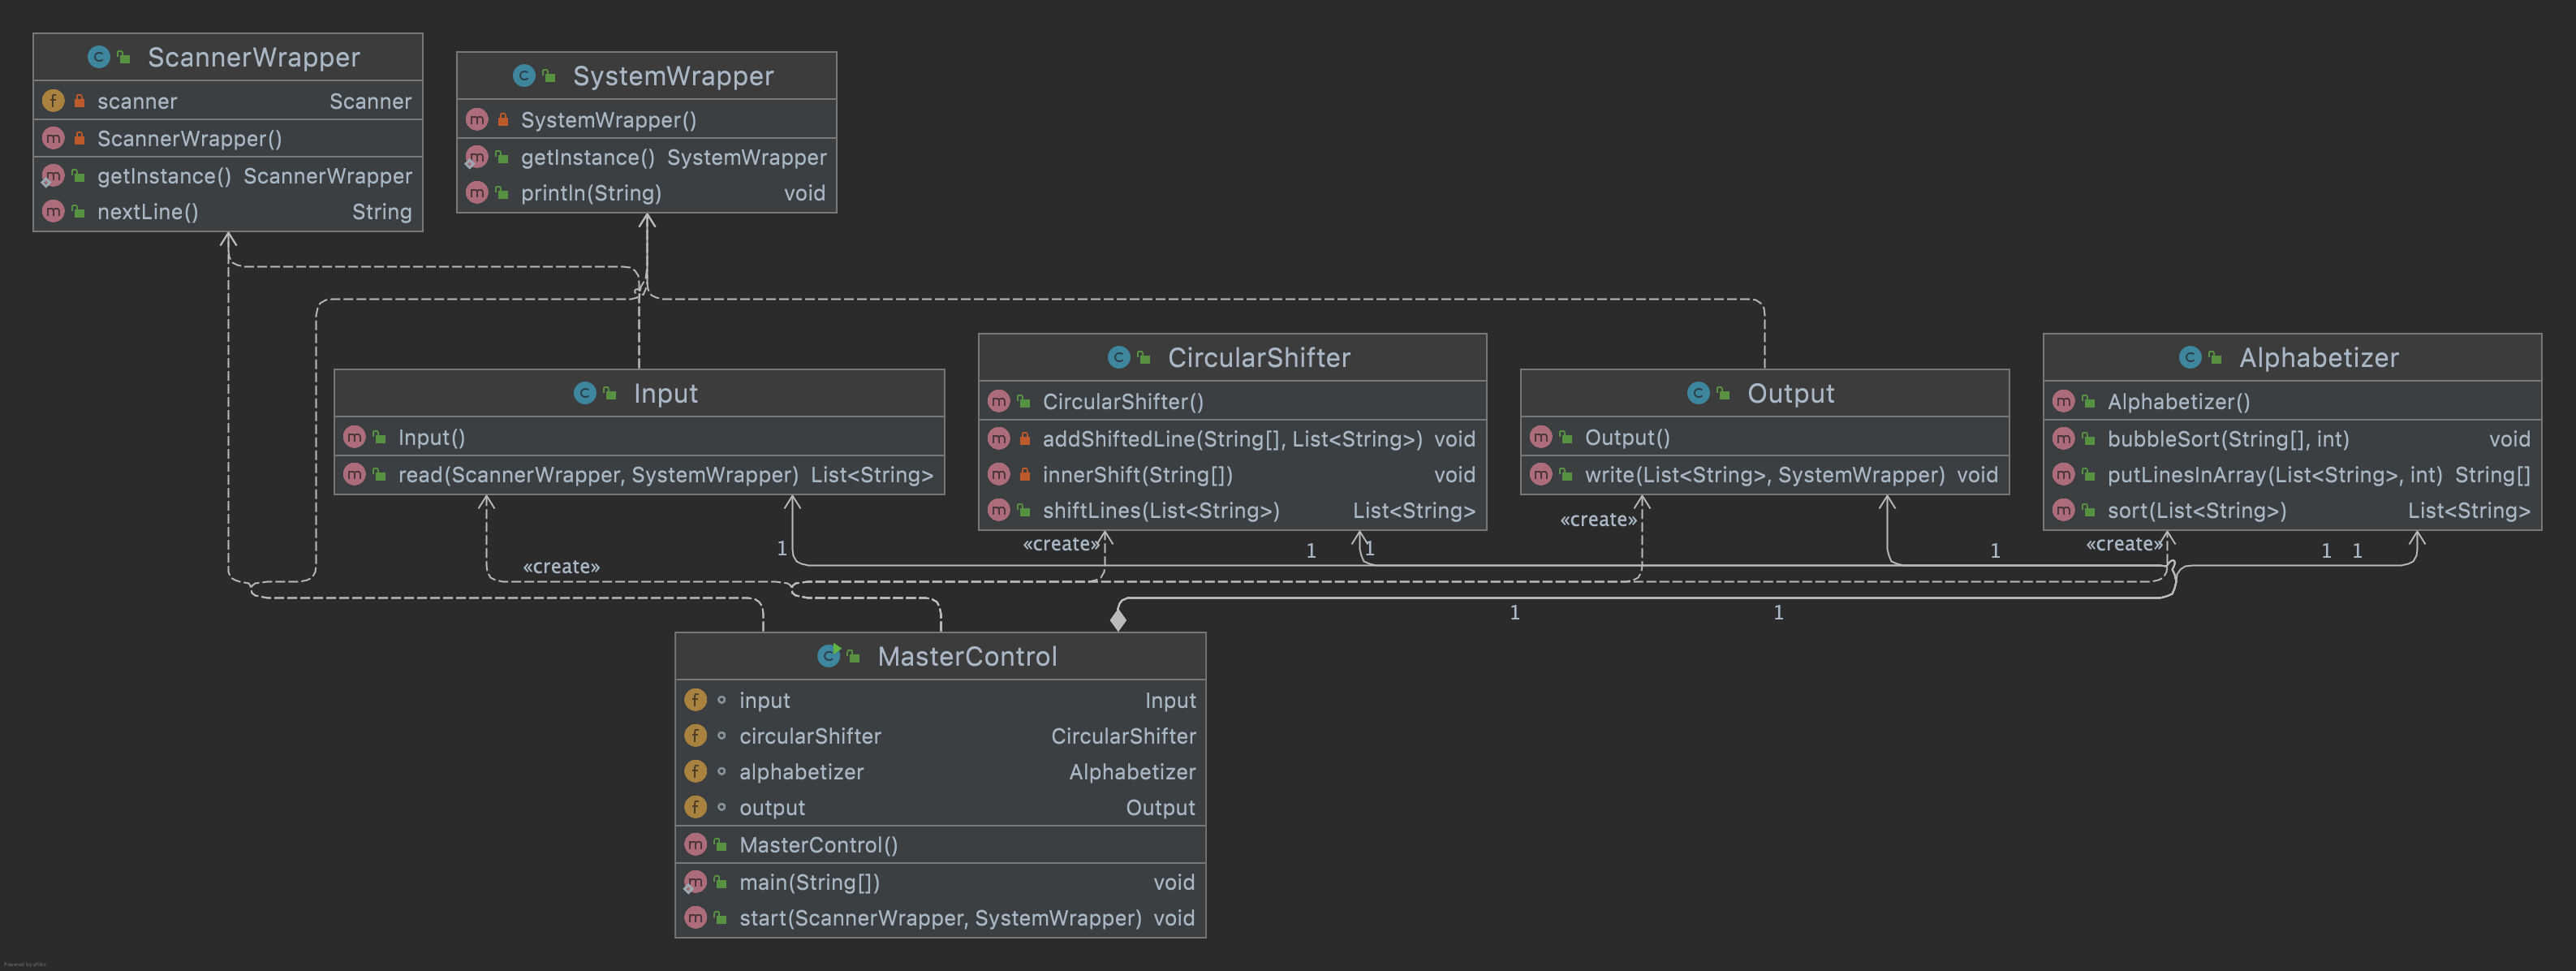 ScannerWrapper
scanner Scanner
ScannerWrapper()
getInstance() ScannerWrapper
nextLine() String
SystemWrapper
SystemWrapper()
getInstance() SystemWrapper
println(String) void
Input
Input()
read(ScannerWrapper, SystemWrapper) List<String>
CircularShifter
CircularShifter()
addShiftedLine(String[], List<String>) void
innerShift(String[]) void
shiftLines(List<String>) List<String>
Output
Output()
write(List<String>, SystemWrapper) void
Alphabetizer
Alphabetizer()
bubbleSort(String[], int) void
putLinesInArray(List<String>, int) String[]
sort(List<String>) List<String>
«create»
1
«create»
1
1
«create»
1
«create»
1
1
1
1
MasterControl
input Input
circularShifter CircularShifter
alphabetizer Alphabetizer
output Output
MasterControl()
main(String[]) void
start(ScannerWrapper, SystemWrapper) void
Powered by yFiles